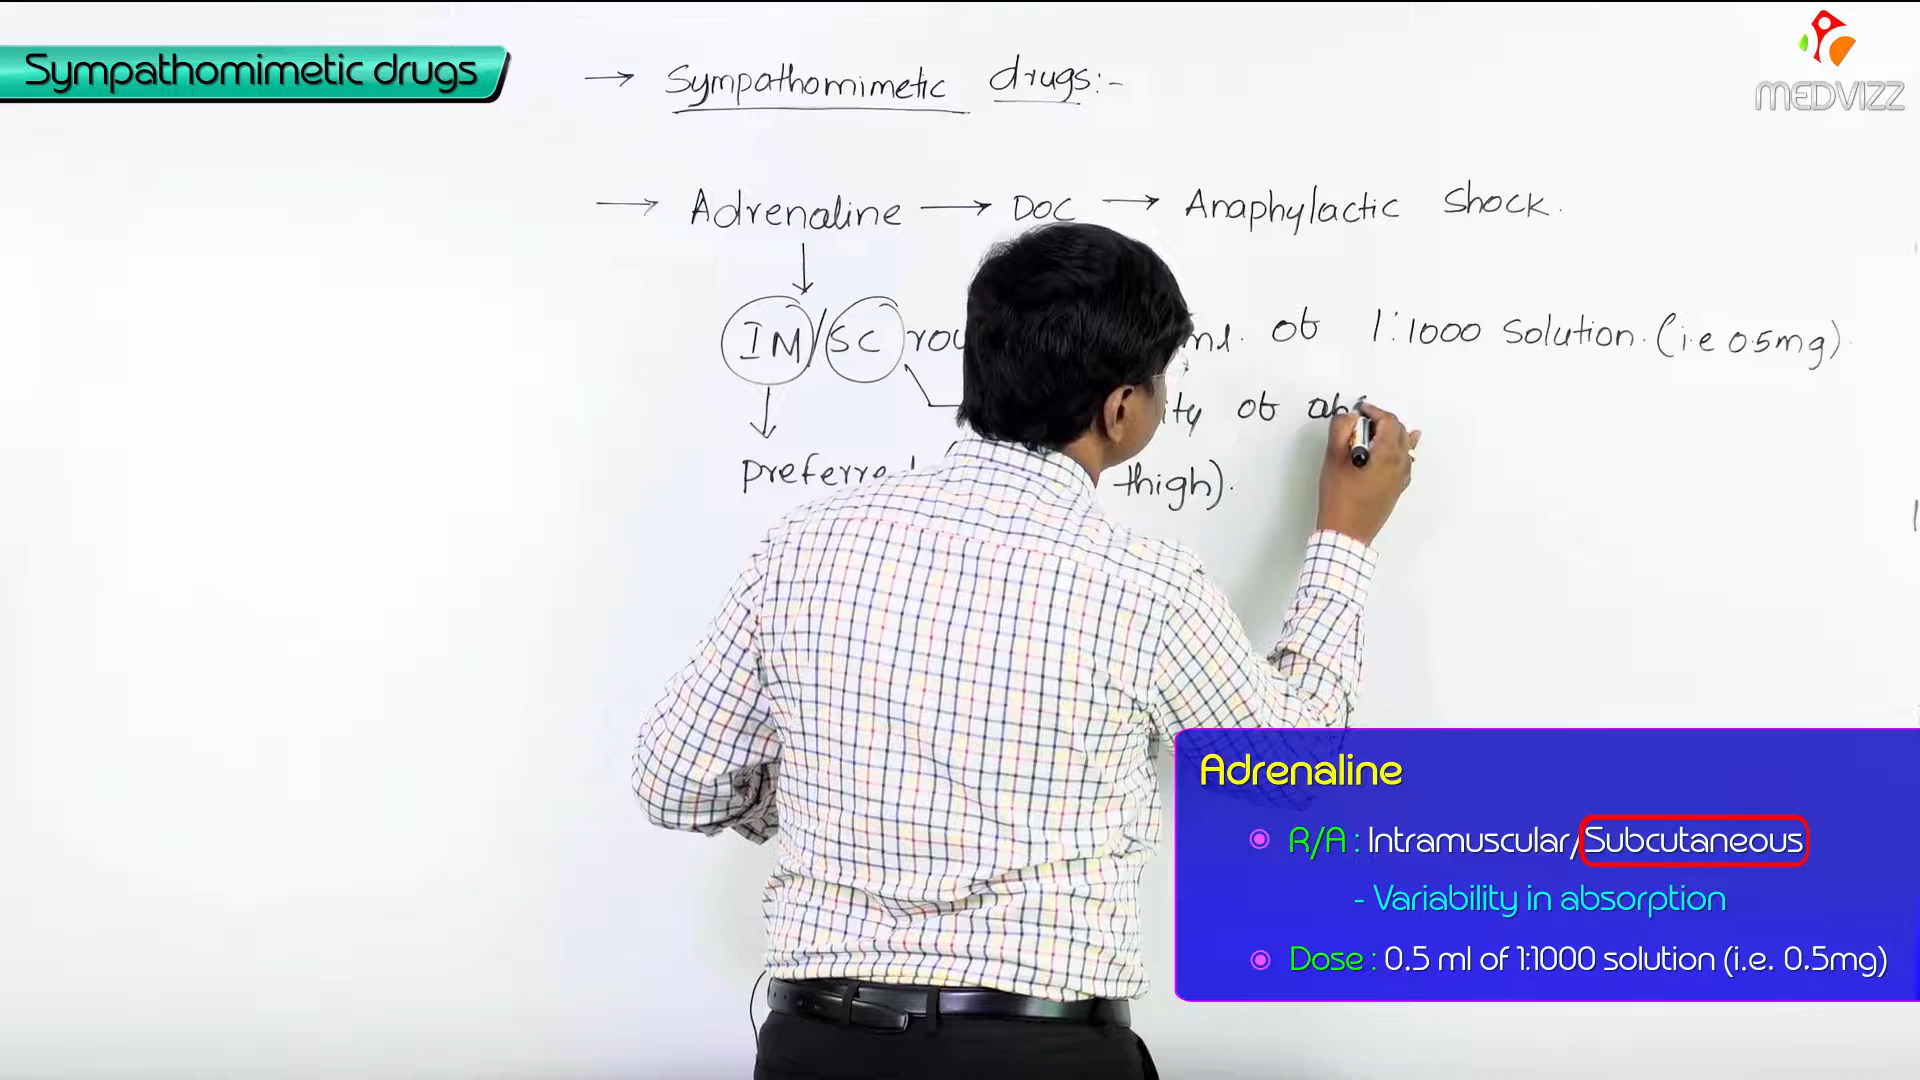 Sympathomimetic drugs
MEDVIZZ
→ Sympathomimetic drugs:-
→ Adrenaline → DOC → Anaphylactic Shock.
IM/SC ml. of 1:1000 Solution. (i.e 0.5mg).
of
thigh).
Adrenaline
R/A : Intramuscular/Subcutaneous
- Variability in absorption
Dose : 0.5 ml of 1:1000 solution (i.e. 0.5mg)